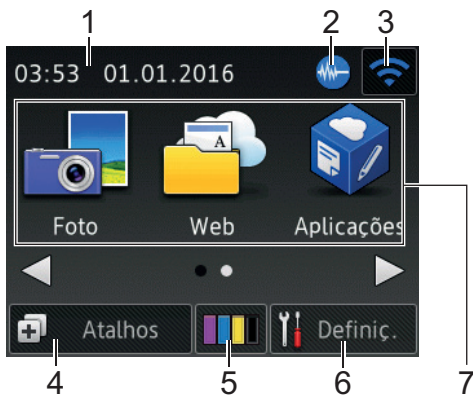 1 2 3
03:53 01.01.2016
A
Foto Web Aplicações
Atalhos Definiç.
4 5 6 7